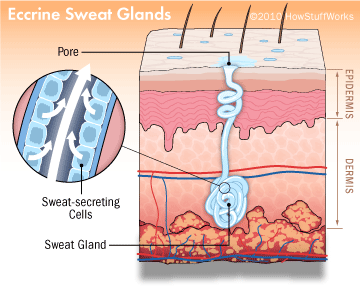 Eccrine Sweat Glands
©2010 HowStuffWorks
Pore
EPIDERMIS
DERMIS
Sweat-secreting
Cells
Sweat Gland